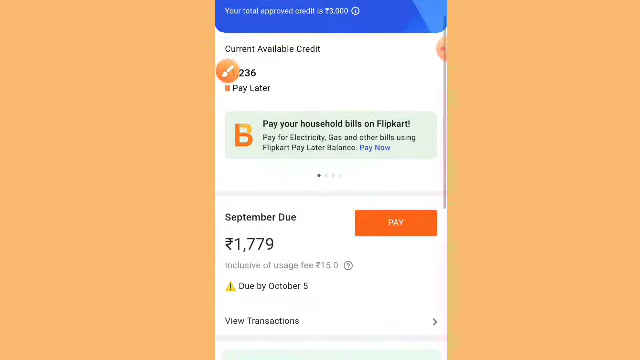 Your total approved credit is ₹3,000
Current Available Credit
236
Pay Later
Pay your household bills on Flipkart!
Pay for Electricity, Gas and other bills using
Flipkart Pay Later Balance. Pay Now
September Due
PAY
₹1,779
Inclusive of usage fee ₹15.0
Due by October 5
View Transactions